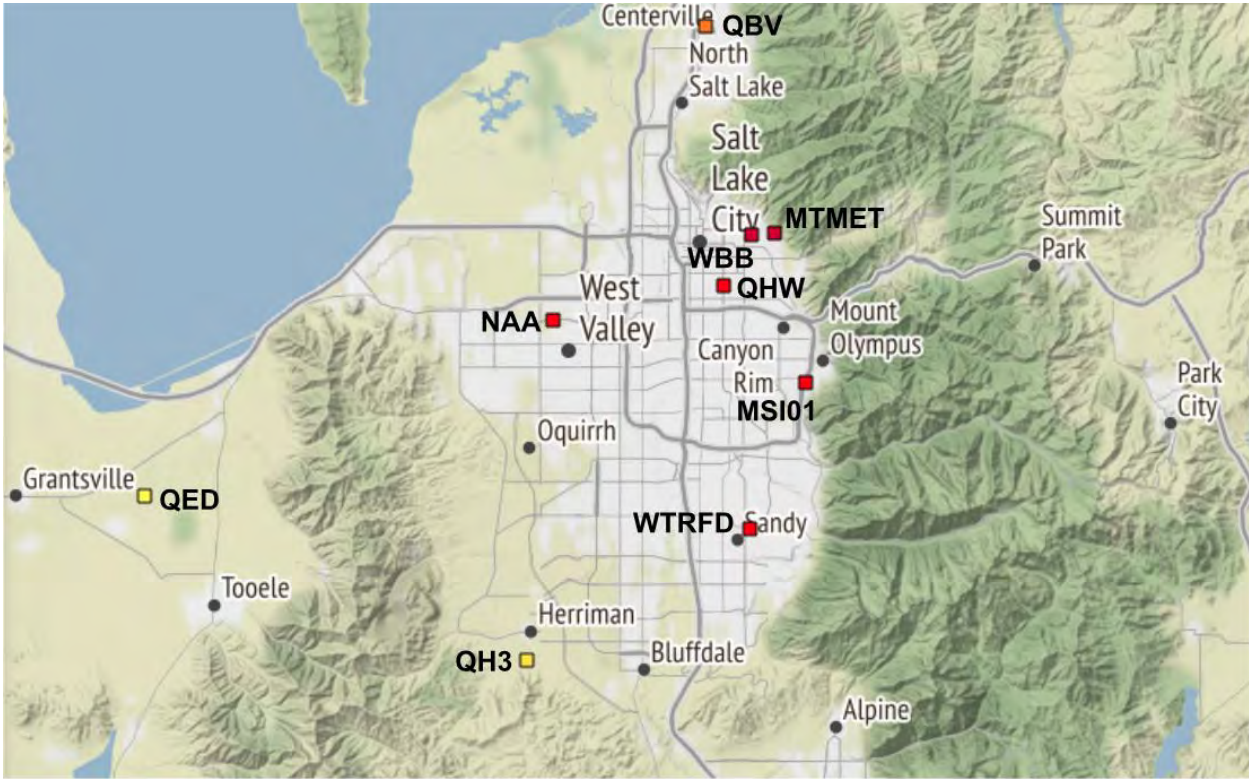 Centerville
QBV
North
Salt Lake
Salt
Lake
City
MTMET
WBB
Summit
Park
QHW
West
Valley
NAA
Mount
Olympus
Canyon
Rim
MSI01
Park
City
Oquirrh
Grantsville
QED
WTRFD
Sandy
Tooele
Herriman
QH3
Bluffdale
Alpine